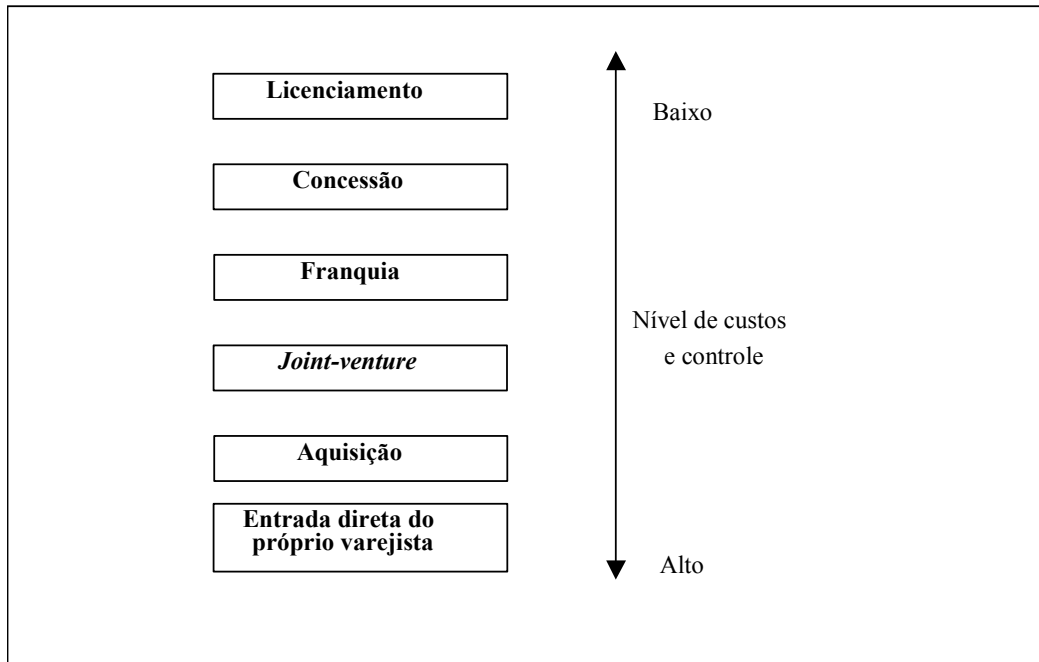 Licenciamento
Baixo
Concessão
Franquia
Nível de custos
e controle
Joint-venture
Aquisição
Entrada direta do
próprio varejista
Alto